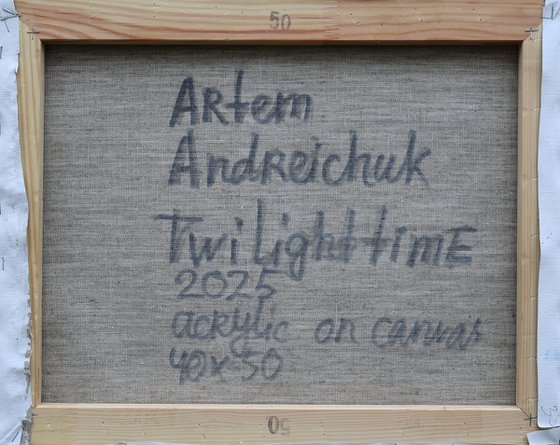 50
ARtem
AndReichuk
TwiLight time
2025
acrylic on canvas
40x50
50